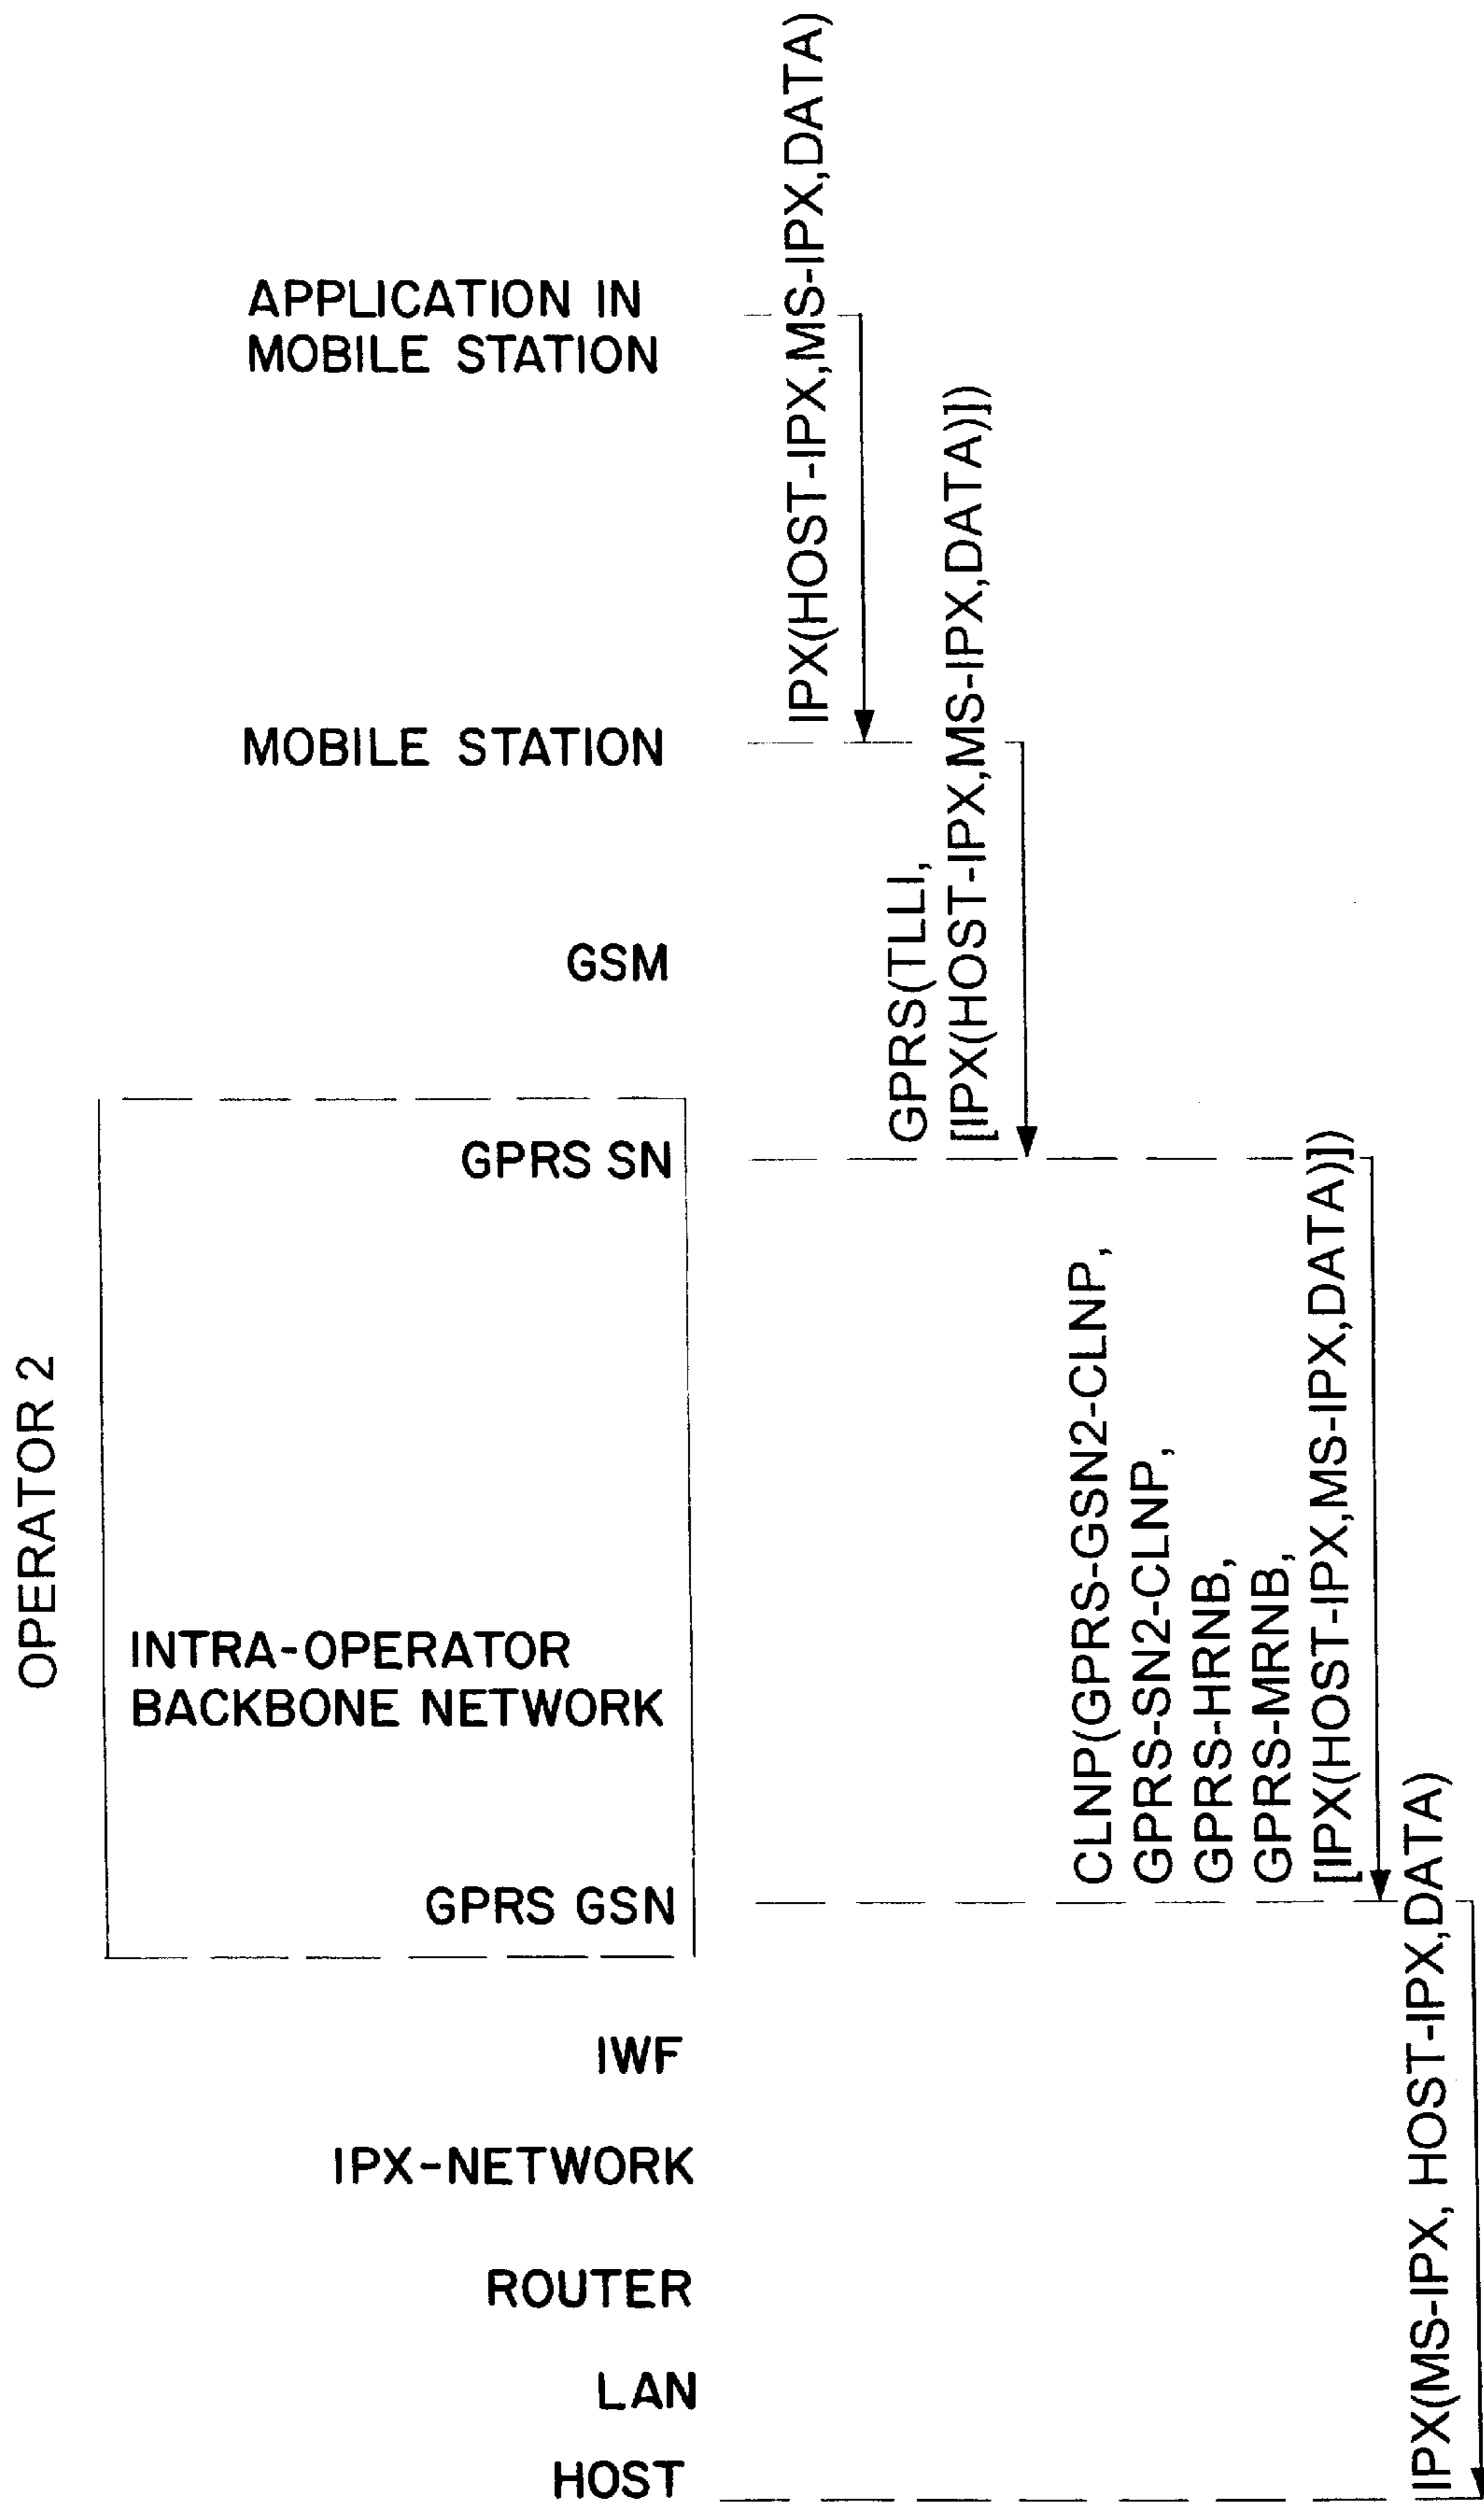 APPLICATION IN
MOBILE STATION
IPX(HOST-IPX,MS-IPX,DATA)
MOBILE STATION
GSM
GPRS(TLLI,
[IPX(HOST-IPX,MS-IPX,DATA)])
OPERATOR 2
GPRS SN
INTRA-OPERATOR
BACKBONE NETWORK
GPRS GSN
CLNP(GPRS-GSN2-CLNP,
GPRS-SN2-CLNP,
GPRS-HRNB,
GPRS-MRNB,
[IPX(HOST-IPX,MS-IPX,DATA)])
IWF
IPX-NETWORK
ROUTER
LAN
HOST
IPX(MS-IPX, HOST-IPX,DATA)